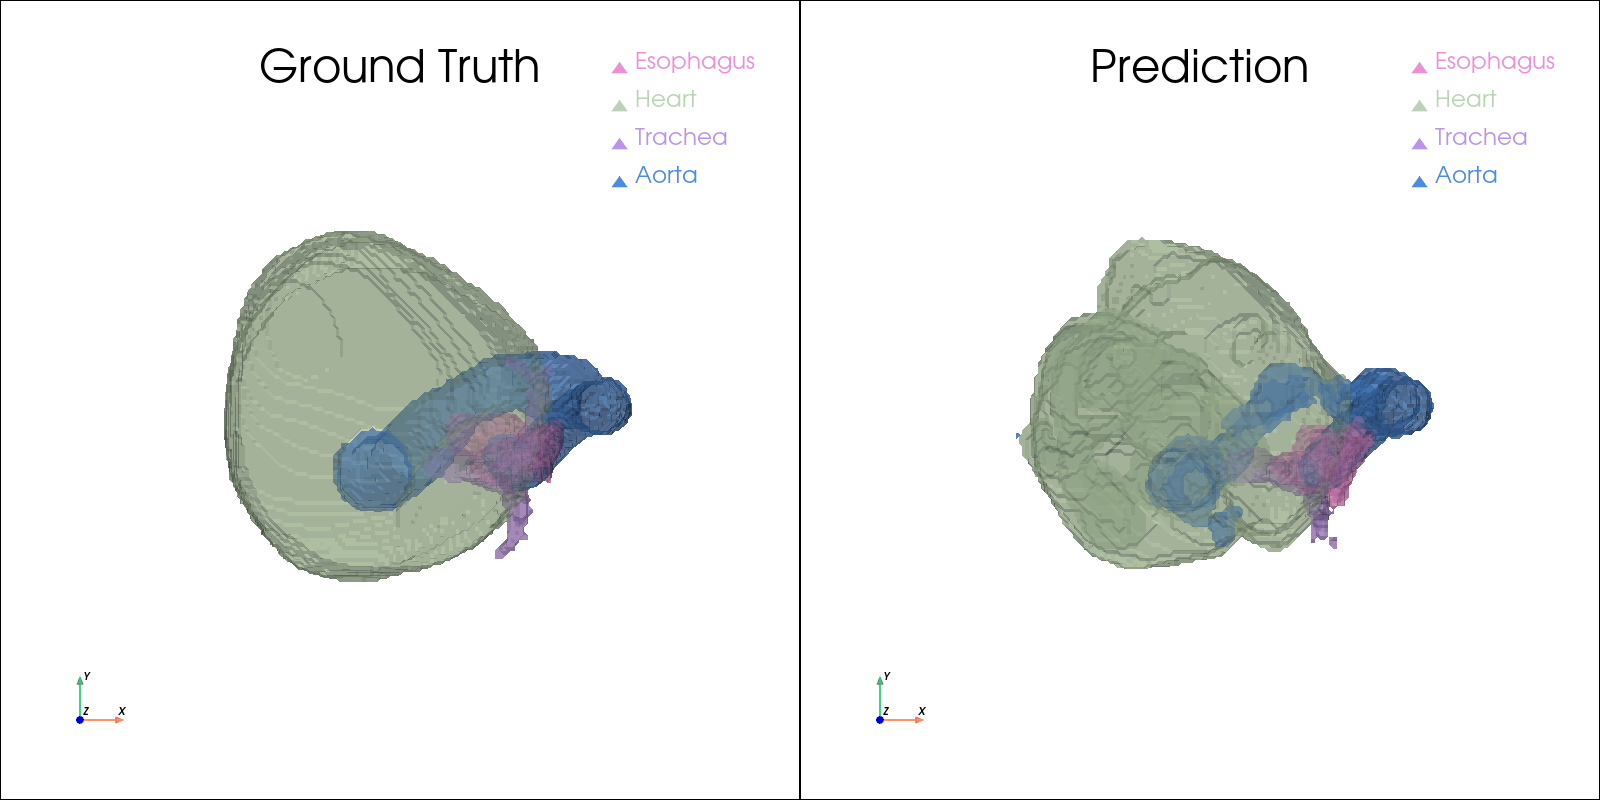 Ground Truth
Esophagus
Heart
Trachea
Aorta
Y
Z
X
Prediction
Esophagus
Heart
Trachea
Aorta
Y
Z
X